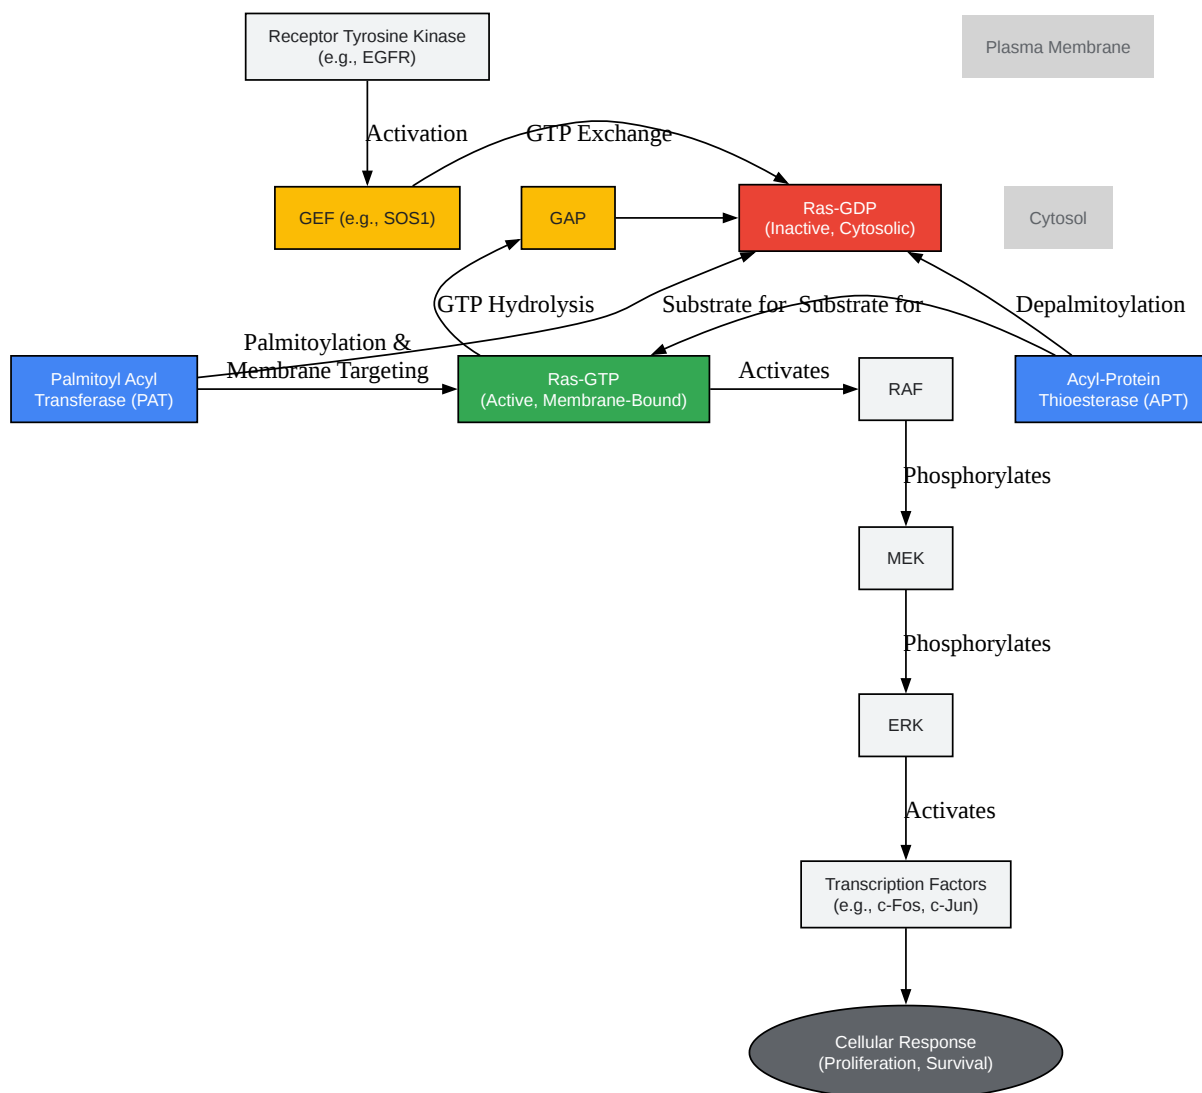 Receptor Tyrosine Kinase
(e.g., EGFR)
Plasma Membrane
Activation
GTP Exchange
GEF (e.g., SOS1)
GAP
Ras-GDP
(Inactive, Cytosolic)
Cytosol
GTP Hydrolysis
Substrate for
Substrate for
Depalmitoylation
Palmitoylation &
Membrane Targeting
Palmitoyl Acyl
Transferase (PAT)
Ras-GTP
(Active, Membrane-Bound)
Activates
RAF
Acyl-Protein
Thioesterase (APT)
Phosphorylates
MEK
Phosphorylates
ERK
Activates
Transcription Factors
(e.g., c-Fos, c-Jun)
Cellular Response
(Proliferation, Survival)